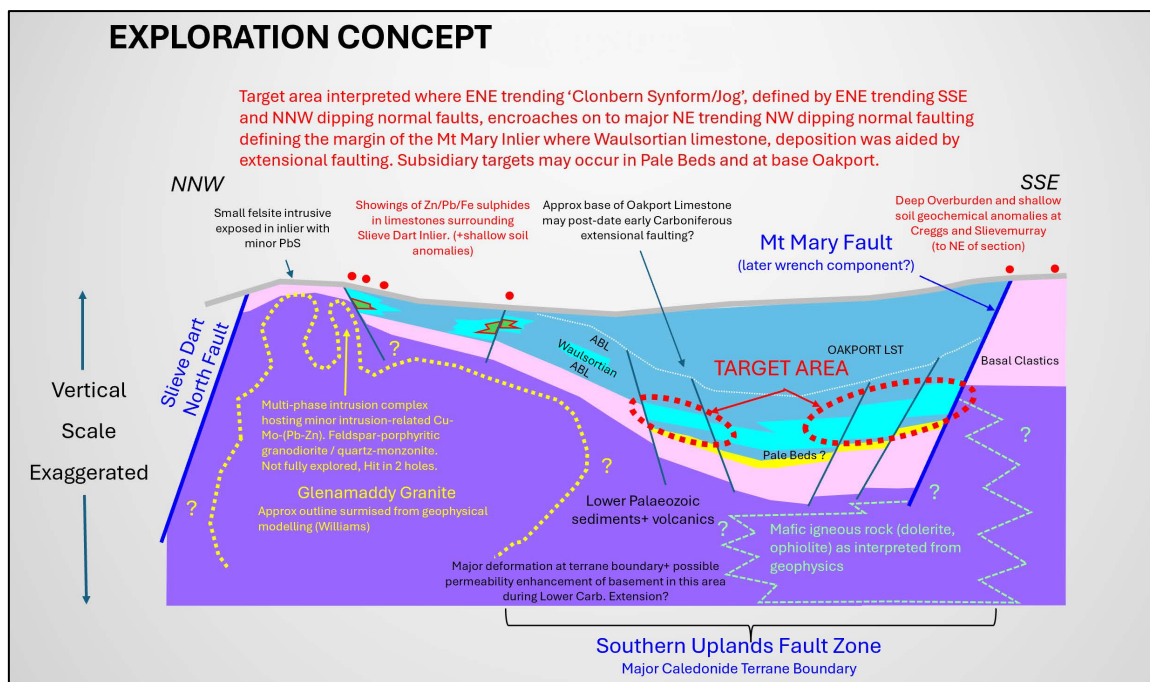 EXPLORATION CONCEPT
Target area interpreted where ENE trending ‘Clonbern Synform/Jog’, defined by ENE trending SSE
and NNW dipping normal faults, encroaches on to major NE trending NW dipping normal faulting
defining the margin of the Mt Mary Inlier where Waulsortian limestone, deposition was aided by
extensional faulting. Subsidiary targets may occur in Pale Beds and at base Oakport.
NNW
SSE
Small felsite intrusive
exposed in inlier with
minor PbS
Showings of Zn/Pb/Fe sulphides
in limestones surrounding
Slieve Dart Inlier. (+shallow soil
anomalies)
Approx base of Oakport Limestone
may post-date early Carboniferous
extensional faulting?
Deep Overburden and shallow
soil geochemical anomalies at
Creggs and Slievemurray
(to NE of section)
Mt Mary Fault
(later wrench component?)
Slieve Dart
North Fault
Vertical
Scale
Exaggerated
?
ABL
Waulsortian
ABL
OAKPORT LST
TARGET AREA
Basal Clastics
Multi-phase intrusion complex
hosting minor intrusion-related Cu-
Mo-(Pb-Zn). Feldspar-porphyritic
granodiorite / quartz-monzonite.
Not fully explored, Hit in 2 holes.
?
Pale Beds ?
?
?
Glenamaddy Granite
Approx outline surmised from geophysical
modelling (Williams)
?
Lower Palaeozoic
sediments+ volcanics
?
Mafic igneous rock (dolerite,
ophiolite) as interpreted from
geophysics
Major deformation at terrane boundary+ possible
permeability enhancement of basement in this area
during Lower Carb. Extension?
Southern Uplands Fault Zone
Major Caledonide Terrane Boundary